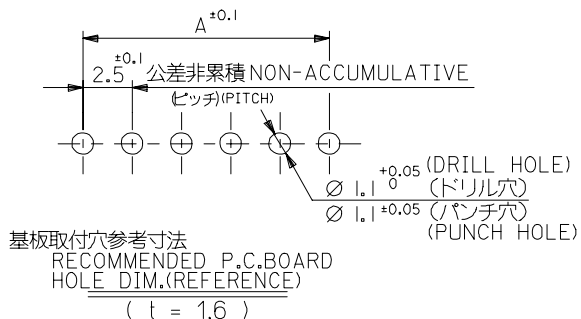 A±0.1
2.5±0.1 公差非累積 NON-ACCUMULATIVE
(ピッチ)(PITCH)
Ø 1.1 +0.05 0 (DRILL HOLE)
(ドリル穴)
Ø 1.1 ±0.05 (パンチ穴)
(PUNCH HOLE)
基板取付穴参考寸法
RECOMMENDED P.C.BOARD
HOLE DIM.(REFERENCE)
( t = 1.6 )